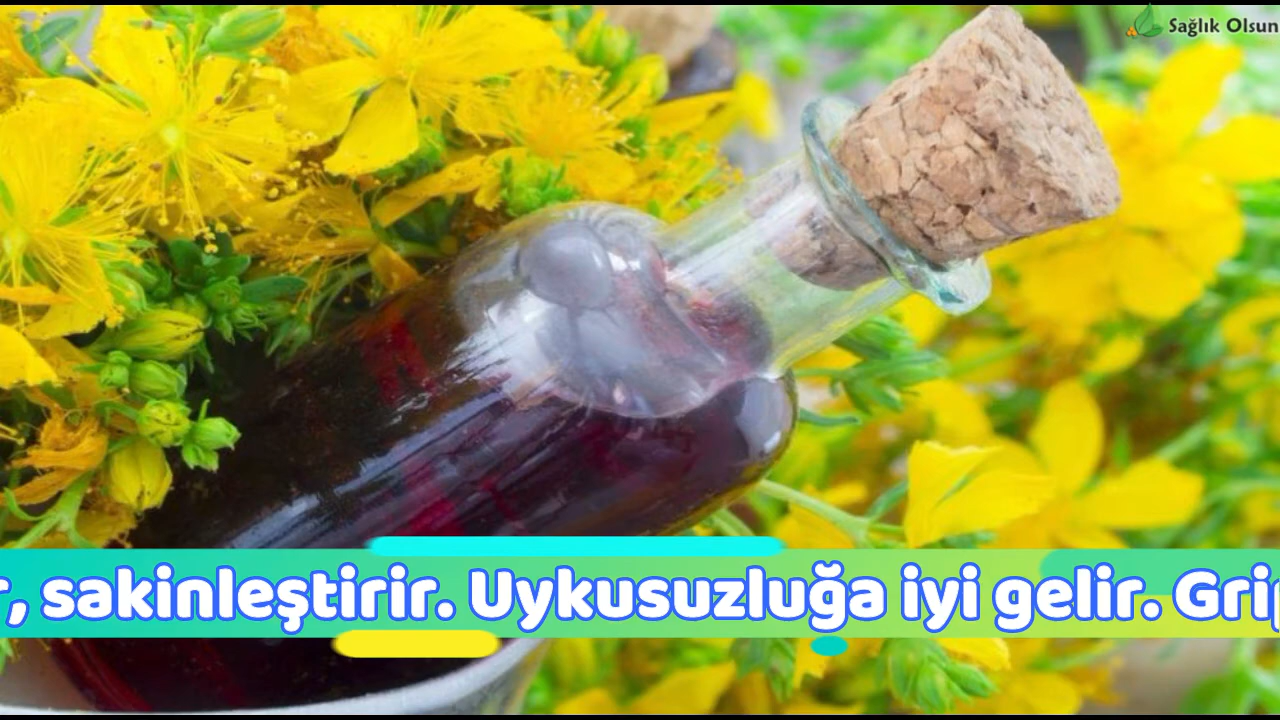 Sağlık Olsun
r, sakinleştirir. Uykusuzluğa iyi gelir. Grip